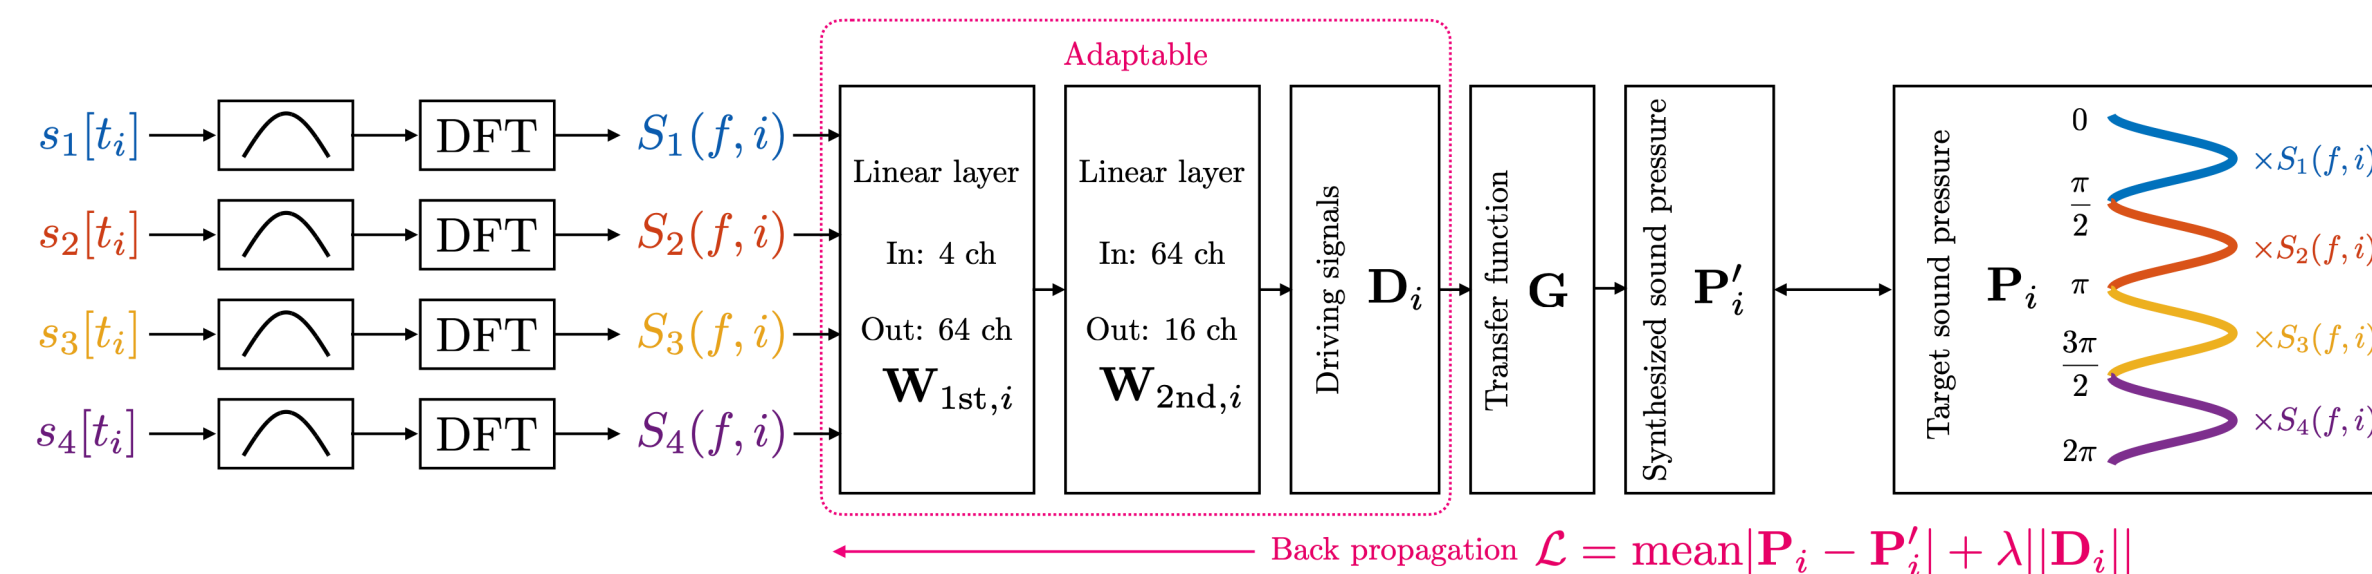 Adaptable
s₁[tᵢ] DFT S₁(f, i)
s₂[tᵢ] DFT S₂(f, i)
s₃[tᵢ] DFT S₃(f, i)
s₄[tᵢ] DFT S₄(f, i)
Linear layer
In: 4 ch
Out: 64 ch
W₁st,ᵢ
Linear layer
In: 64 ch
Out: 16 ch
W₂nd,ᵢ
Driving signals
Dᵢ
Transfer function
G
Synthesized sound pressure
P′ᵢ
Target sound pressure
Pᵢ
0
×S₁(f, i)
π/2
×S₂(f, i)
π
×S₃(f, i)
3π/2
×S₄(f, i)
2π
Back propagation ℒ = mean|Pᵢ − P′ᵢ| + λ||Dᵢ||